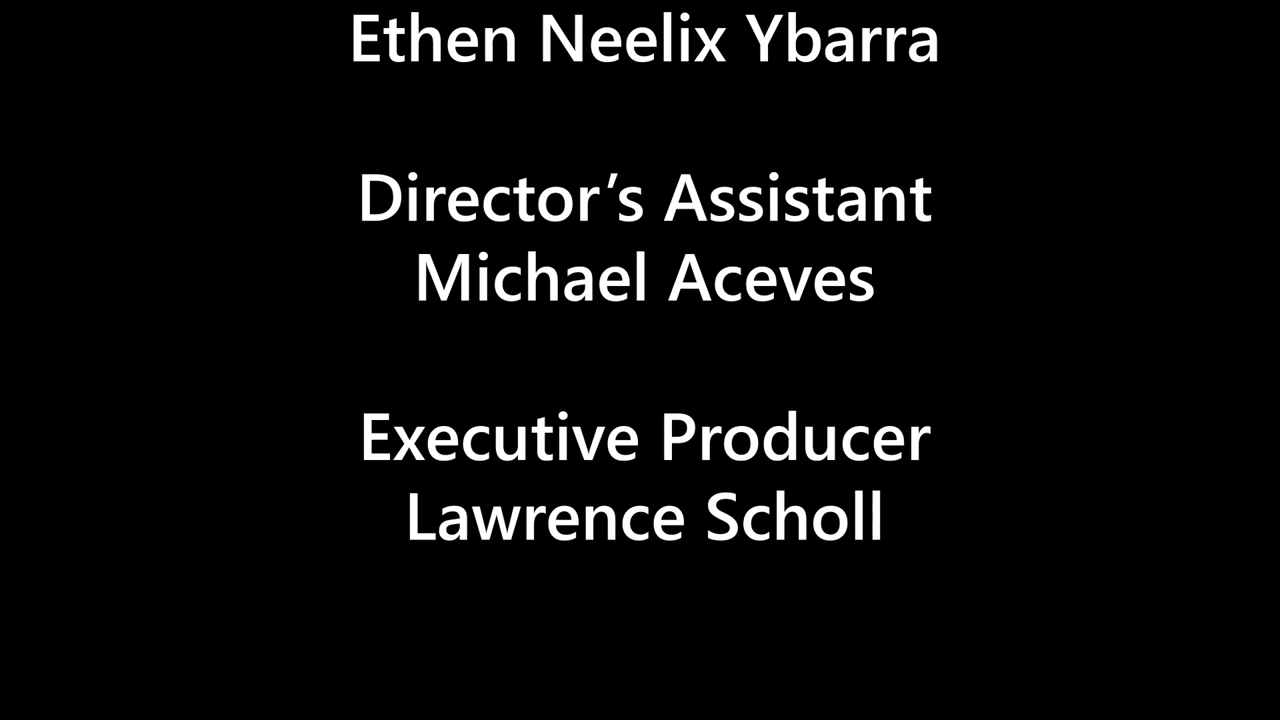 Ethen Neelix Ybarra
Director’s Assistant
Michael Aceves
Executive Producer
Lawrence Scholl